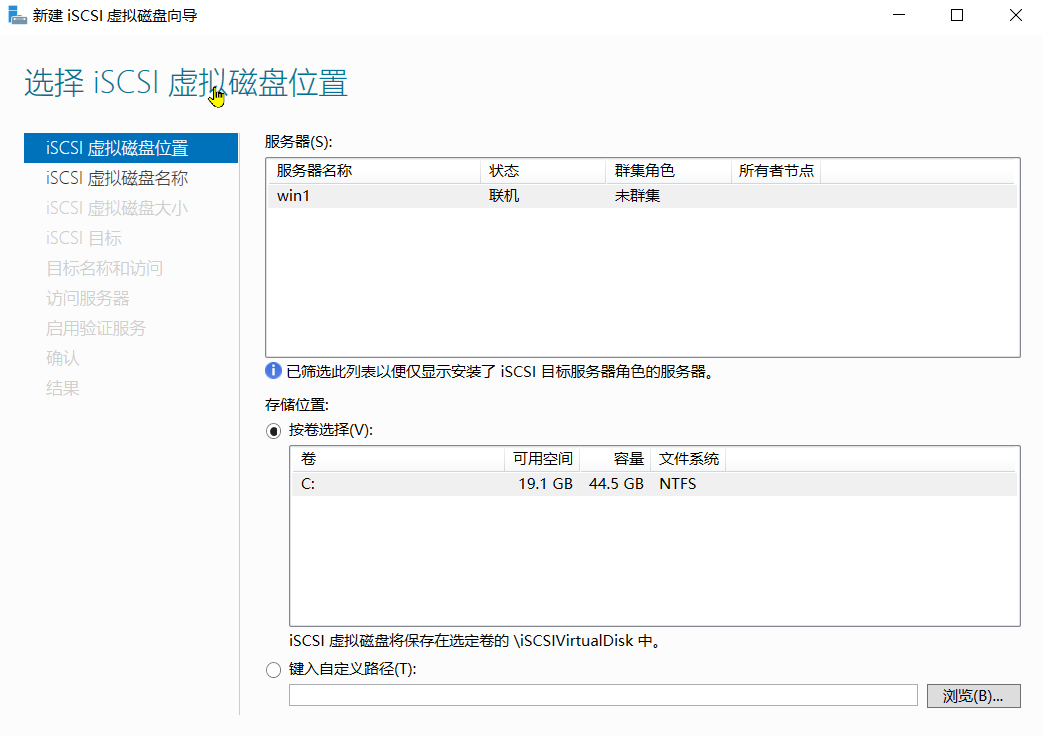 新建 iSCSI 虚拟磁盘向导
选择 iSCSI 虚拟磁盘位置
iSCSI 虚拟磁盘位置
iSCSI 虚拟磁盘名称
iSCSI 虚拟磁盘大小
iSCSI 目标
目标名称和访问
访问服务器
启用验证服务
确认
结果
服务器(S):
服务器名称 状态 群集角色 所有者节点
win1 联机 未群集
已筛选此列表以便仅显示安装了 iSCSI 目标服务器角色的服务器。
存储位置:
按卷选择(V):
卷 可用空间 容量 文件系统
C: 19.1 GB 44.5 GB NTFS
iSCSI 虚拟磁盘将保存在选定卷的 \iSCSIVirtualDisk 中。
键入自定义路径(T):
浏览(B)...